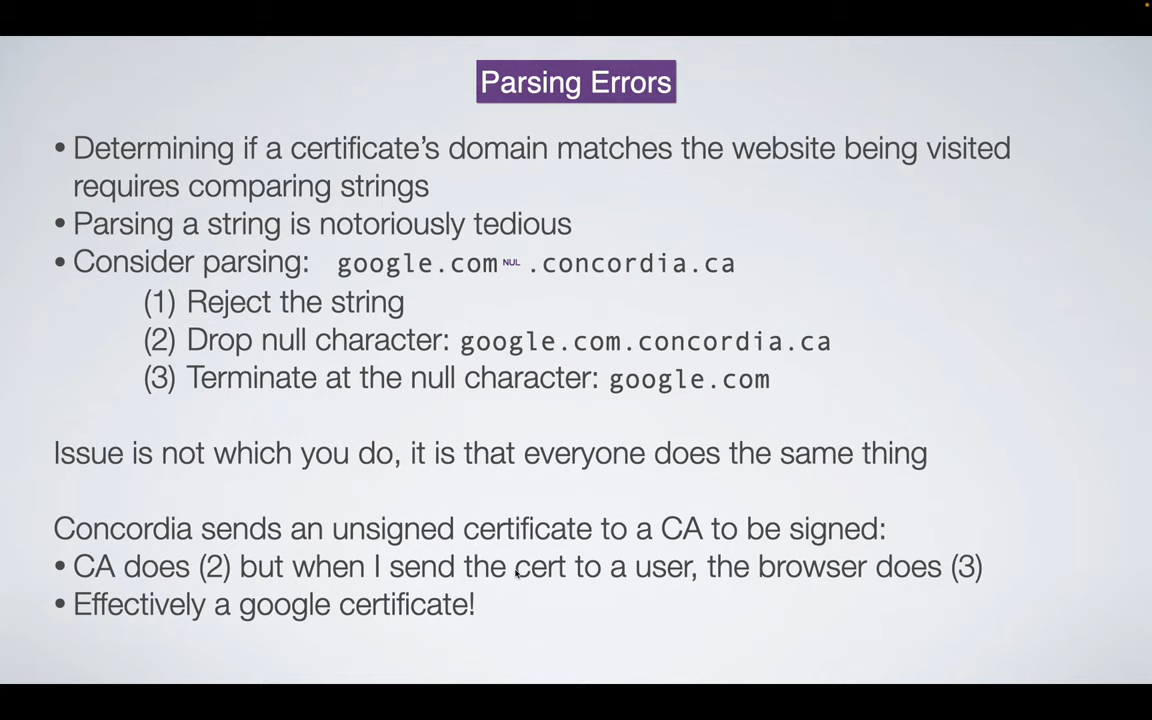 Parsing Errors
• Determining if a certificate's domain matches the website being visited
requires comparing strings
• Parsing a string is notoriously tedious
• Consider parsing: google.com NUL .concordia.ca
(1) Reject the string
(2) Drop null character: google.com.concordia.ca
(3) Terminate at the null character: google.com
Issue is not which you do, it is that everyone does the same thing
Concordia sends an unsigned certificate to a CA to be signed:
• CA does (2) but when I send the cert to a user, the browser does (3)
• Effectively a google certificate!